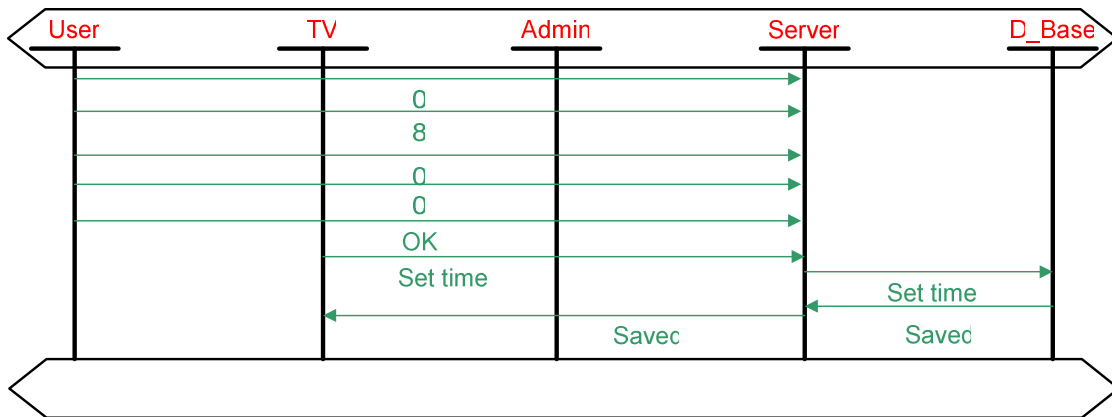 User TV Admin Server D_Base
0
8
0
0
OK
Set time
Set time
Saved
Saved